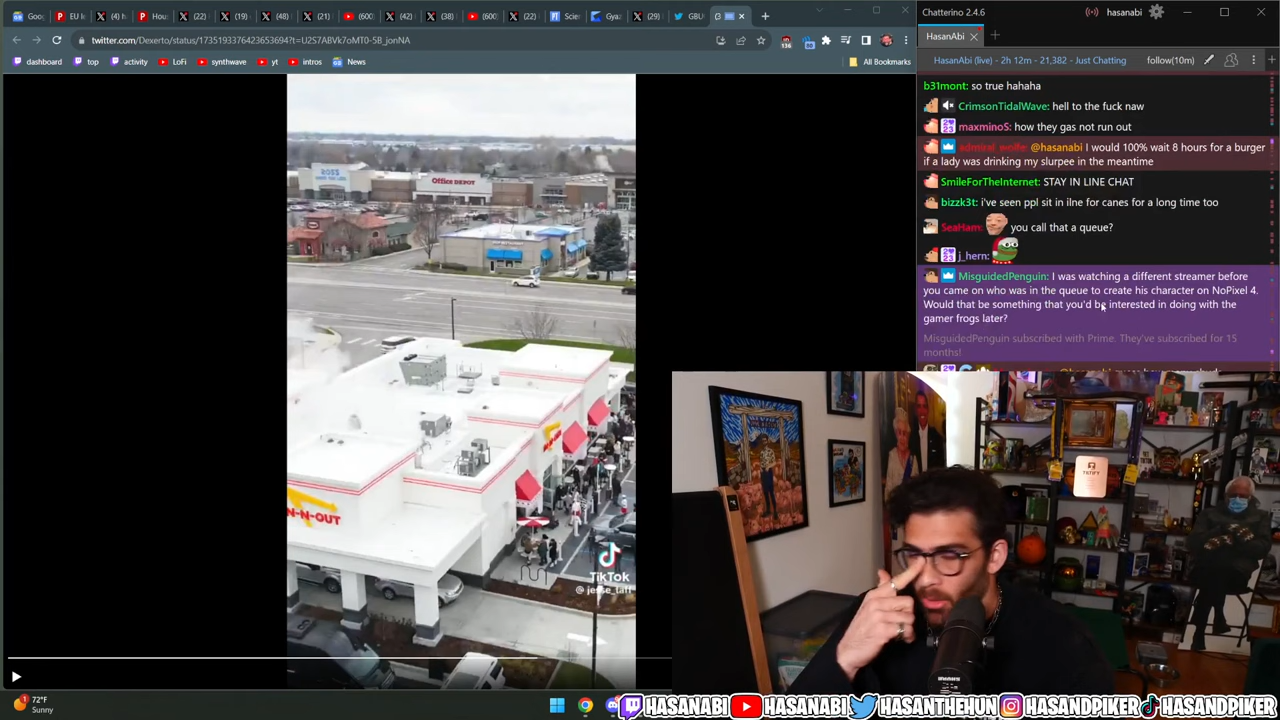 Chatterino 2.4.6
hasanabi
HasanAbi
twitter.com/Dexerto/status/1735193376423653694?t=U2S7ABVk7oMT0-5B_jonNA
dashboard
top
activity
LoFi
synthwave
yt
intros
News
All Bookmarks
HasanAbi (live) - 2h 12m - 21,382 - Just Chatting
follow(10m)
b31mont: so true hahaha
CrimsonTidalWave: hell to the fuck naw
maxminoS: how they gas not run out
admiral_wolfe: @hasanabi I would 100% wait 8 hours for a burger
if a lady was drinking my slurpee in the meantime
SmileForTheInternet: STAY IN LINE CHAT
bizzk3t: i've seen ppl sit in ilne for canes for a long time too
SeaHam: you call that a queue?
j_hern:
MisguidedPenguin: I was watching a different streamer before
you came on who was in the queue to create his character on NoPixel 4.
Would that be something that you'd be interested in doing with the
gamer frogs later?
MisguidedPenguin subscribed with Prime. They've subscribed for 15
months!
Office DEPOT
N-N-OUT
TikTok
@ jesse_taff
72°F
Sunny
HASANABI
HASANABI
HASANTHEHUN
HASANDPIKER
HASANDPIKER